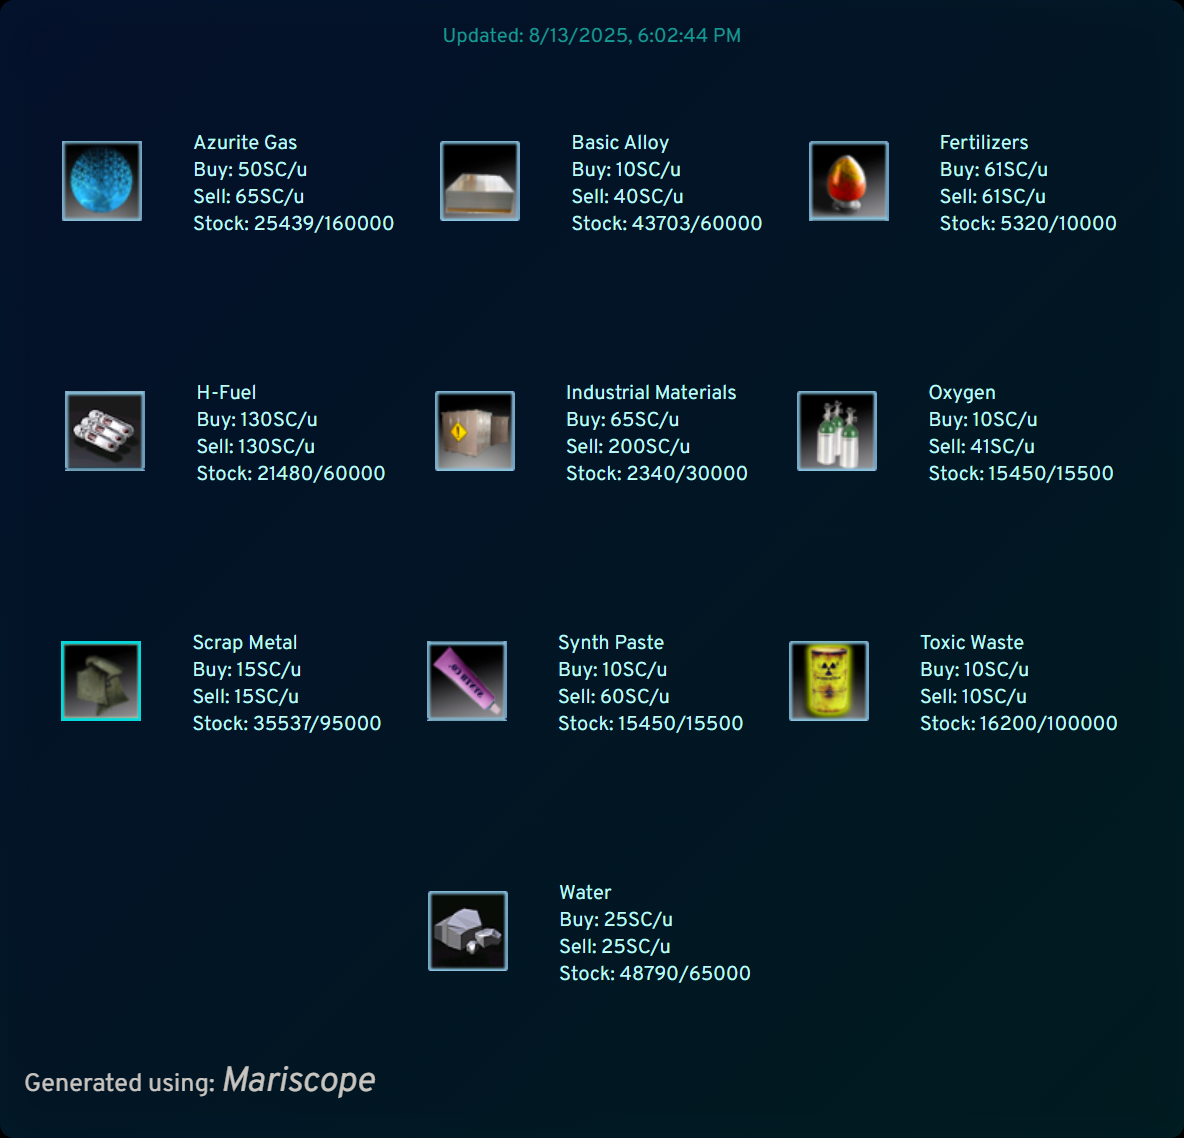 Updated: 8/13/2025, 6:02:44 PM
Azurite Gas
Buy: 50SC/u
Sell: 65SC/u
Stock: 25439/160000
Basic Alloy
Buy: 10SC/u
Sell: 40SC/u
Stock: 43703/60000
Fertilizers
Buy: 61SC/u
Sell: 61SC/u
Stock: 5320/10000
H-Fuel
Buy: 130SC/u
Sell: 130SC/u
Stock: 21480/60000
Industrial Materials
Buy: 65SC/u
Sell: 200SC/u
Stock: 2340/30000
Oxygen
Buy: 10SC/u
Sell: 41SC/u
Stock: 15450/15500
Scrap Metal
Buy: 15SC/u
Sell: 15SC/u
Stock: 35537/95000
Synth Paste
Buy: 10SC/u
Sell: 60SC/u
Stock: 15450/15500
Toxic Waste
Buy: 10SC/u
Sell: 10SC/u
Stock: 16200/100000
Water
Buy: 25SC/u
Sell: 25SC/u
Stock: 48790/65000
Generated using: Mariscope